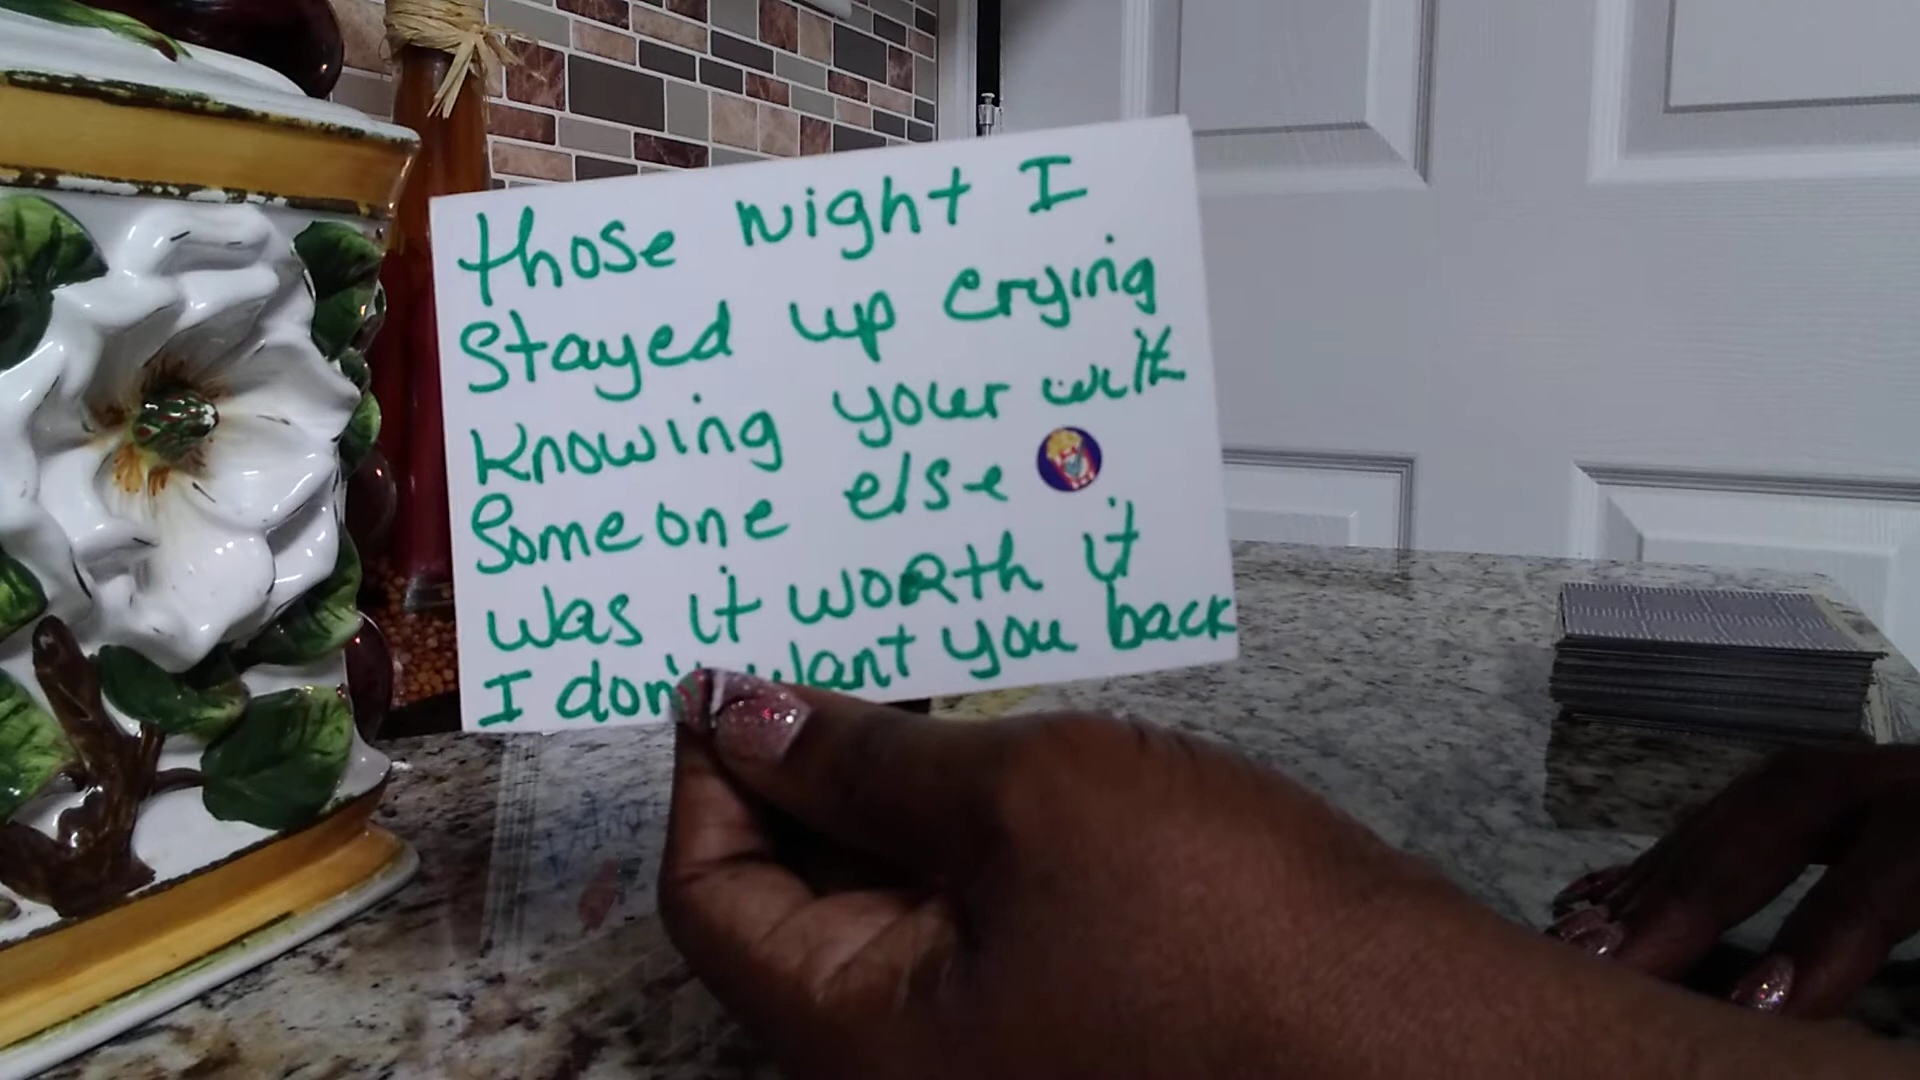 those night I
stayed up crying
knowing your with
Someone else
was it worth it
I don't want you back